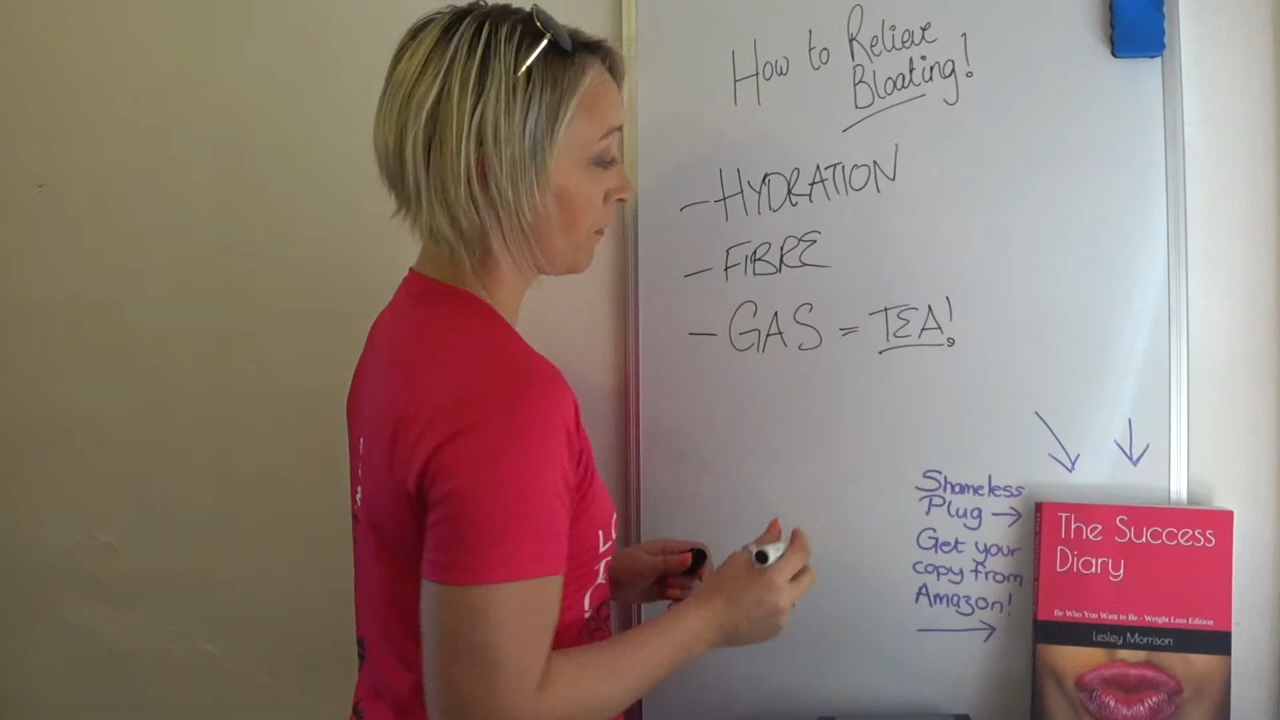 How to Relieve
Bloating!
- HYDRATION
- FIBRE
- GAS = TEA!
Shameless
Plug →
Get your
copy from
Amazon!
The Success
Diary
Be Who You Want to Be - Weight Loss Edition
Lesley Morrison